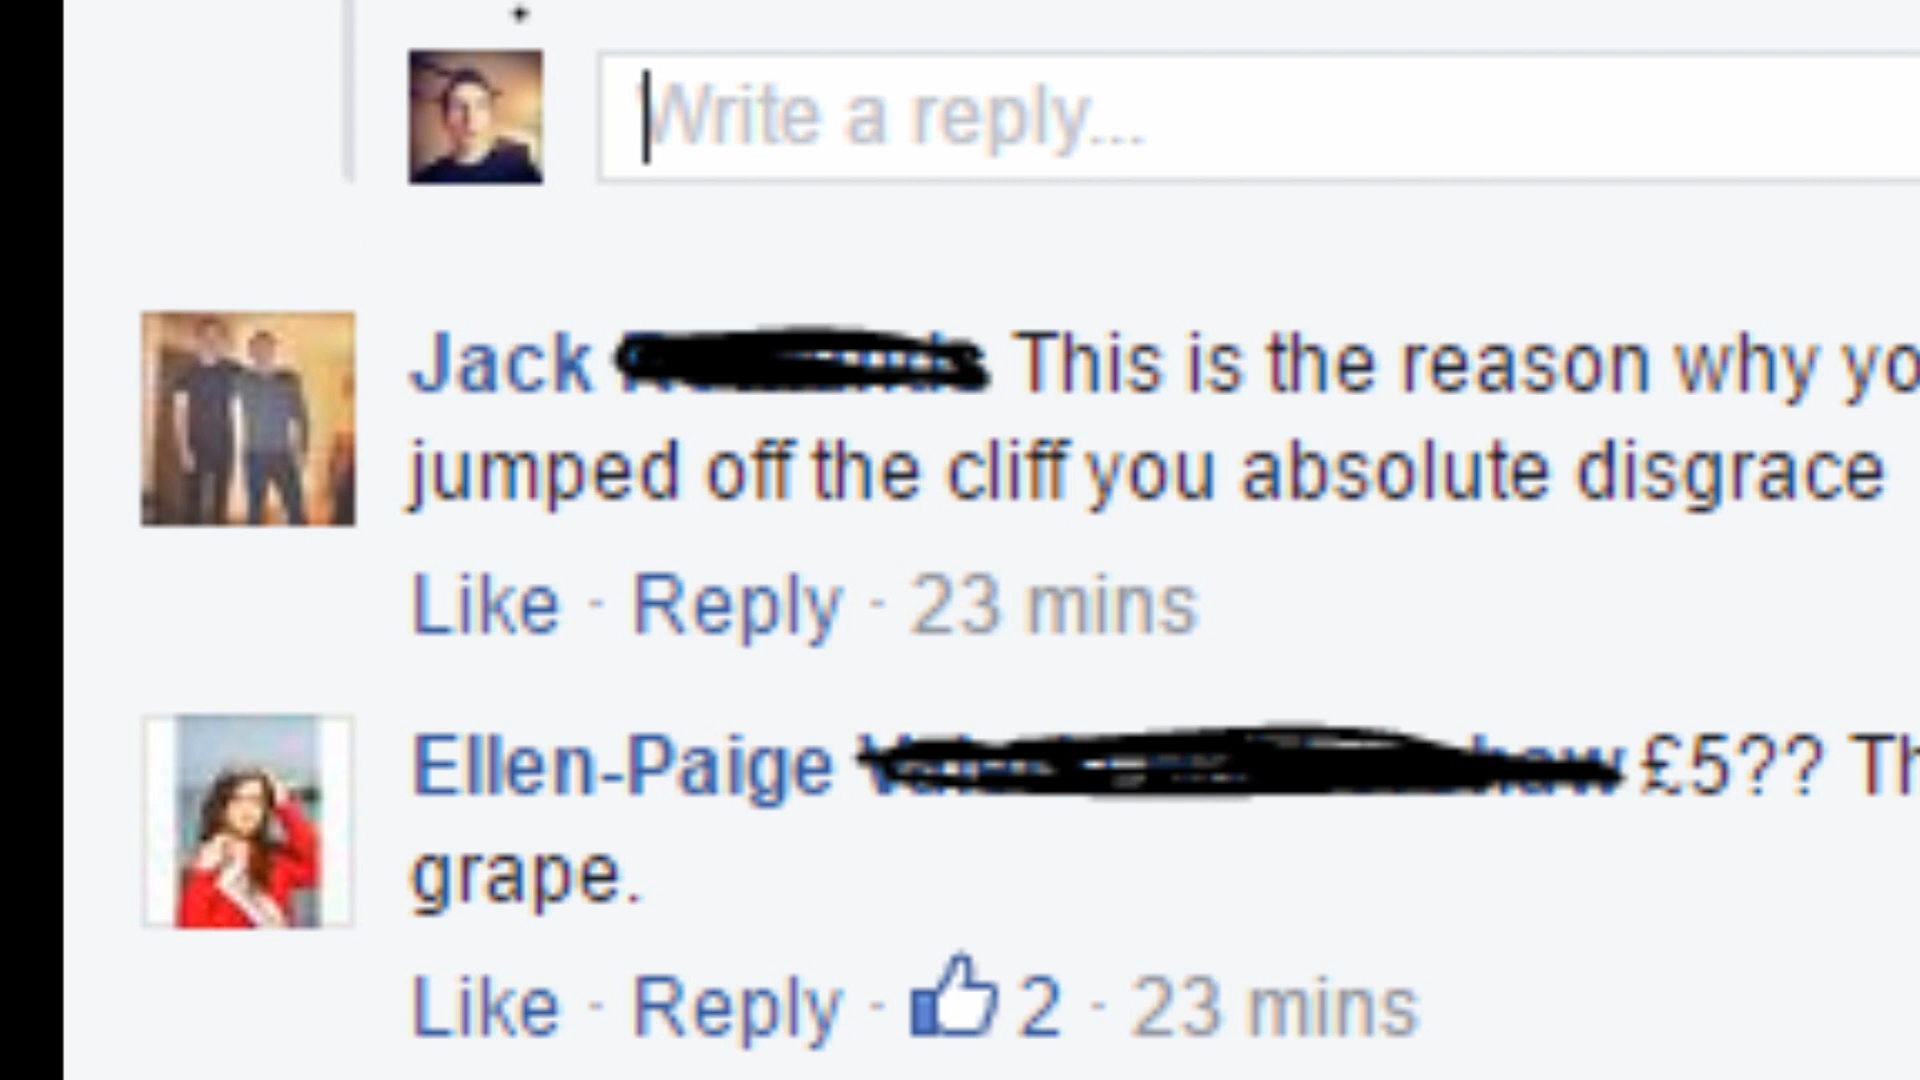 Write a reply...
Jack This is the reason why yo
jumped off the cliff you absolute disgrace
Like · Reply · 23 mins
Ellen-Paige £5?? Th
grape.
Like · Reply · 2 · 23 mins